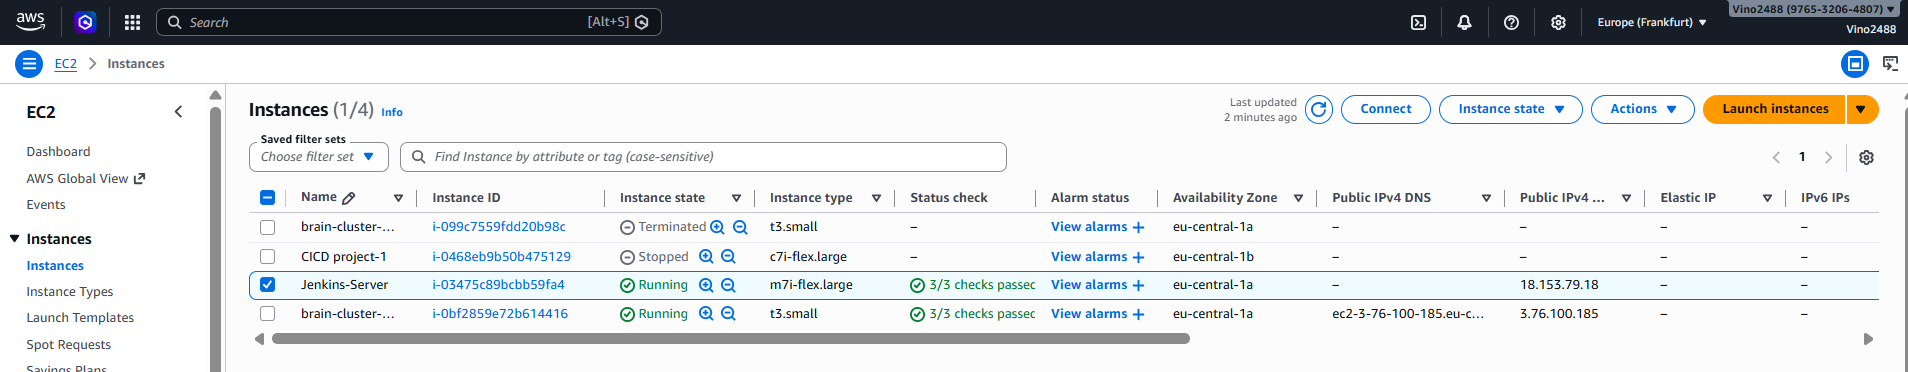 aws
Search [Alt+S]
Europe (Frankfurt)
Vino2488 (9765-3206-4807)
Vino2488
EC2 Instances
EC2
Dashboard
AWS Global View
Events
Instances
Instances
Instance Types
Launch Templates
Spot Requests
Savings Plans
Instances (1/4) Info
Last updated
2 minutes ago
Connect
Instance state
Actions
Launch instances
Saved filter sets
Choose filter set
Find Instance by attribute or tag (case-sensitive)
1
Name Instance ID Instance state Instance type Status check Alarm status Availability Zone Public IPv4 DNS Public IPv4 ... Elastic IP IPv6 IPs
brain-cluster-... i-099c7559fdd20b98c Terminated t3.small – View alarms + eu-central-1a – – – –
CICD project-1 i-0468eb9b50b475129 Stopped c7i-flex.large – View alarms + eu-central-1b – – – –
Jenkins-Server i-03475c89bcbb59fa4 Running m7i-flex.large 3/3 checks passed View alarms + eu-central-1a – 18.153.79.18 – –
brain-cluster-... i-0bf2859e72b614416 Running t3.small 3/3 checks passed View alarms + eu-central-1a ec2-3-76-100-185.eu-c... 3.76.100.185 – –